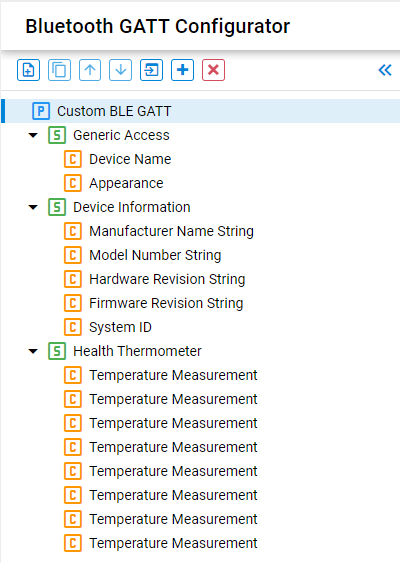 Bluetooth GATT Configurator
P Custom BLE GATT
S Generic Access
C Device Name
C Appearance
S Device Information
C Manufacturer Name String
C Model Number String
C Hardware Revision String
C Firmware Revision String
C System ID
S Health Thermometer
C Temperature Measurement
C Temperature Measurement
C Temperature Measurement
C Temperature Measurement
C Temperature Measurement
C Temperature Measurement
C Temperature Measurement
C Temperature Measurement